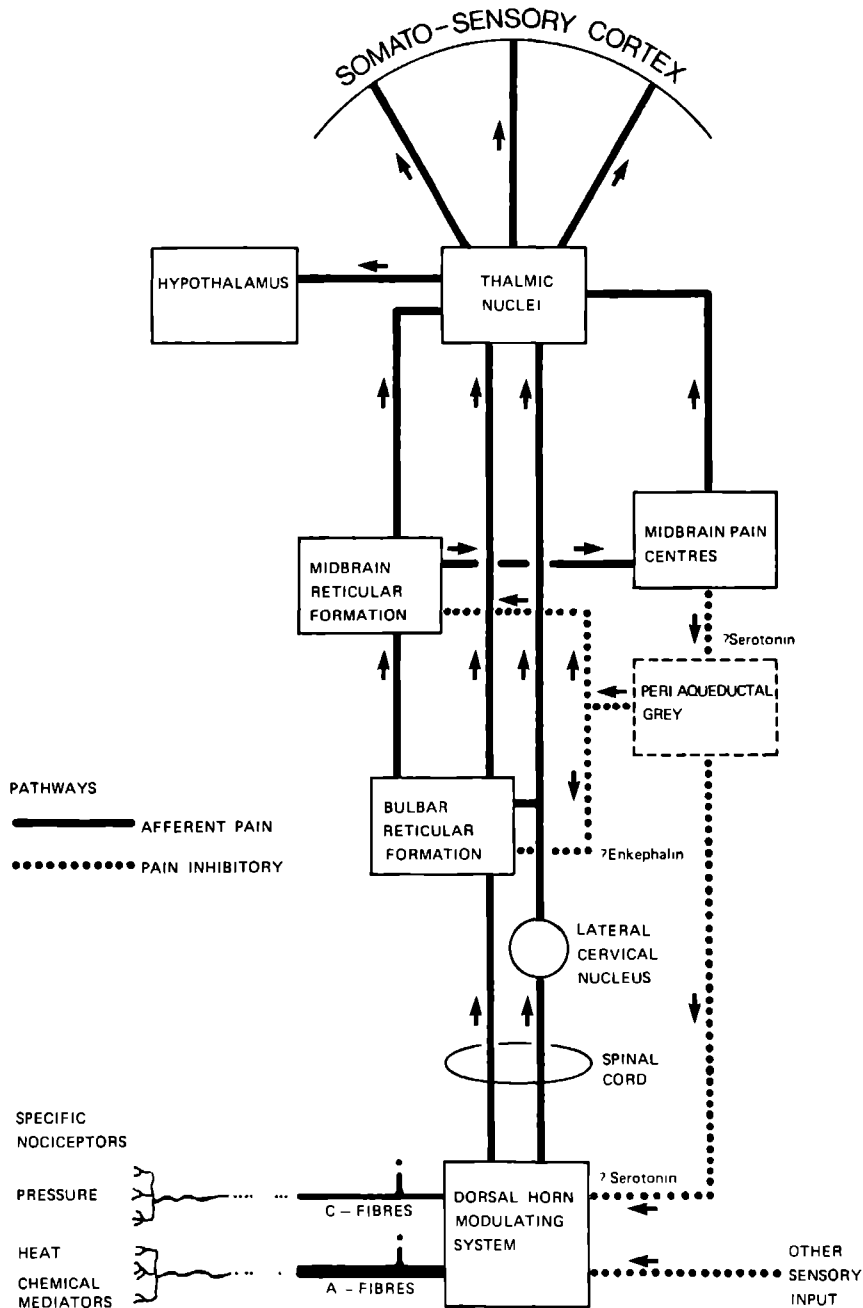 SOMATO-SENSORY CORTEX
HYPOTHALAMUS
THALMIC
NUCLEI
MIDBRAIN PAIN
CENTRES
MIDBRAIN
RETICULAR
FORMATION
?Serotonin
PERI AQUEDUCTAL
GREY
PATHWAYS
AFFERENT PAIN
PAIN INHIBITORY
BULBAR
RETICULAR
FORMATION
?Enkephalin
LATERAL
CERVICAL
NUCLEUS
SPINAL
CORD
SPECIFIC
NOCICEPTORS
PRESSURE
C – FIBRES
HEAT
CHEMICAL
MEDIATORS
A – FIBRES
DORSAL HORN
MODULATING
SYSTEM
? Serotonin
OTHER
SENSORY
INPUT